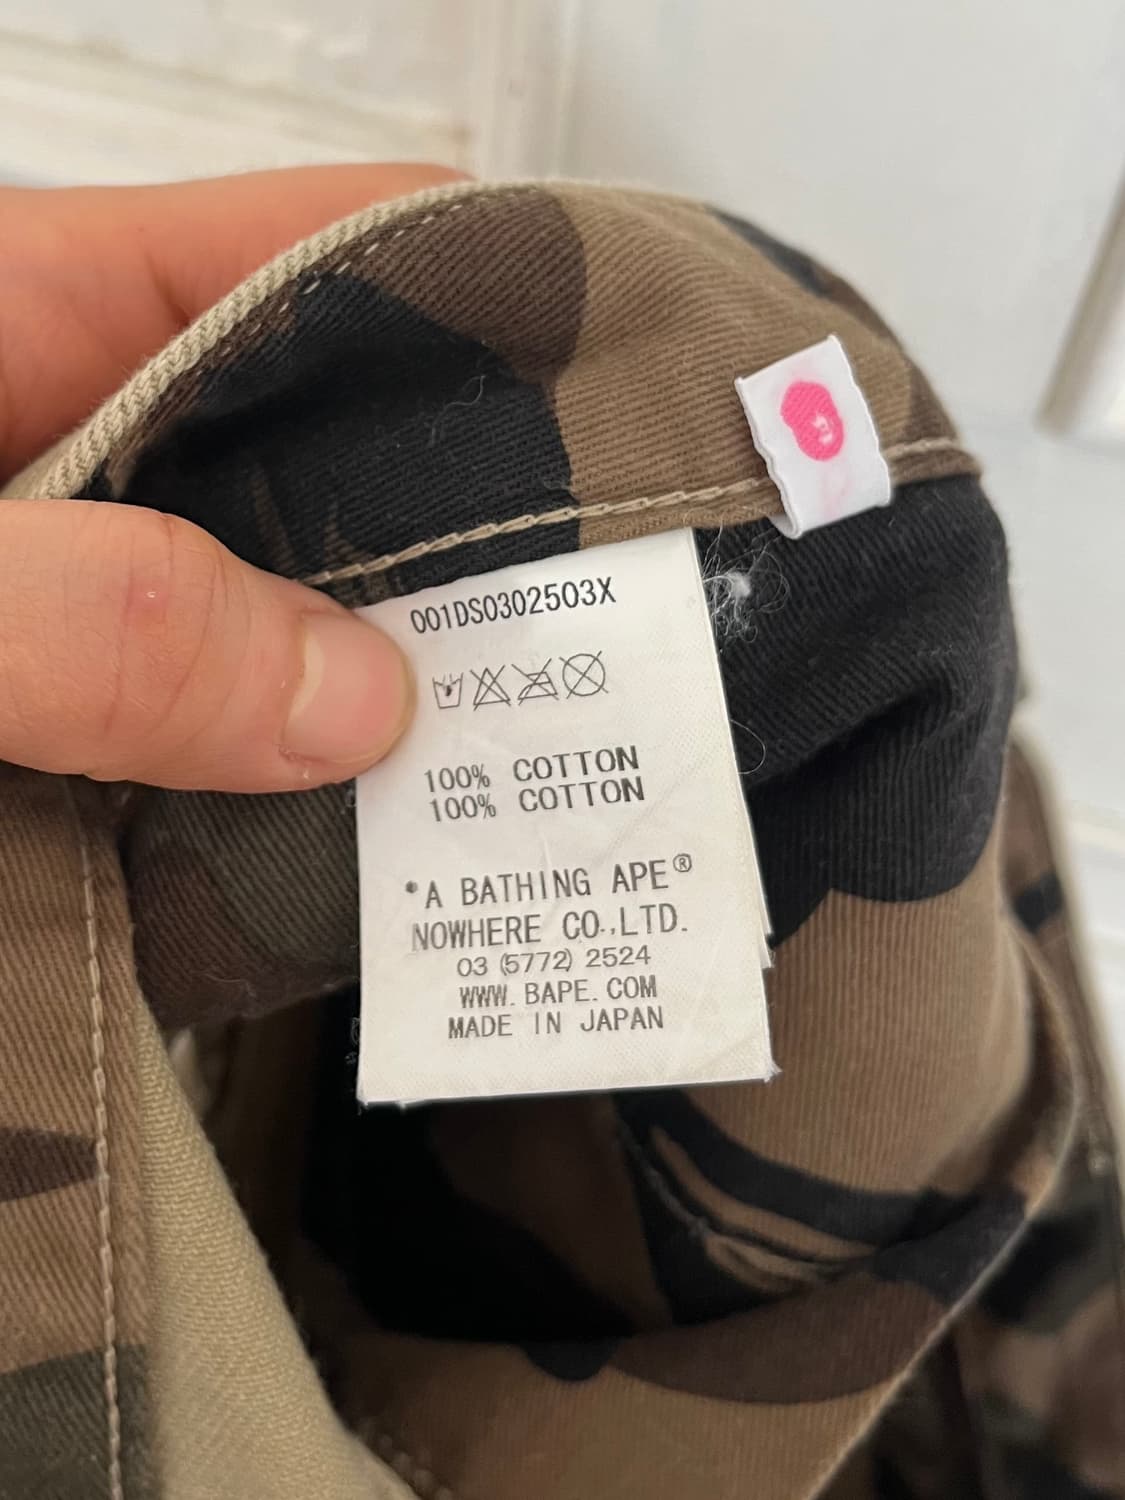 001DS0302503X
100% COTTON
100% COTTON
*A BATHING APE®
NOWHERE CO.,LTD.
03 (5772) 2524
WWW. BAPE. COM
MADE IN JAPAN